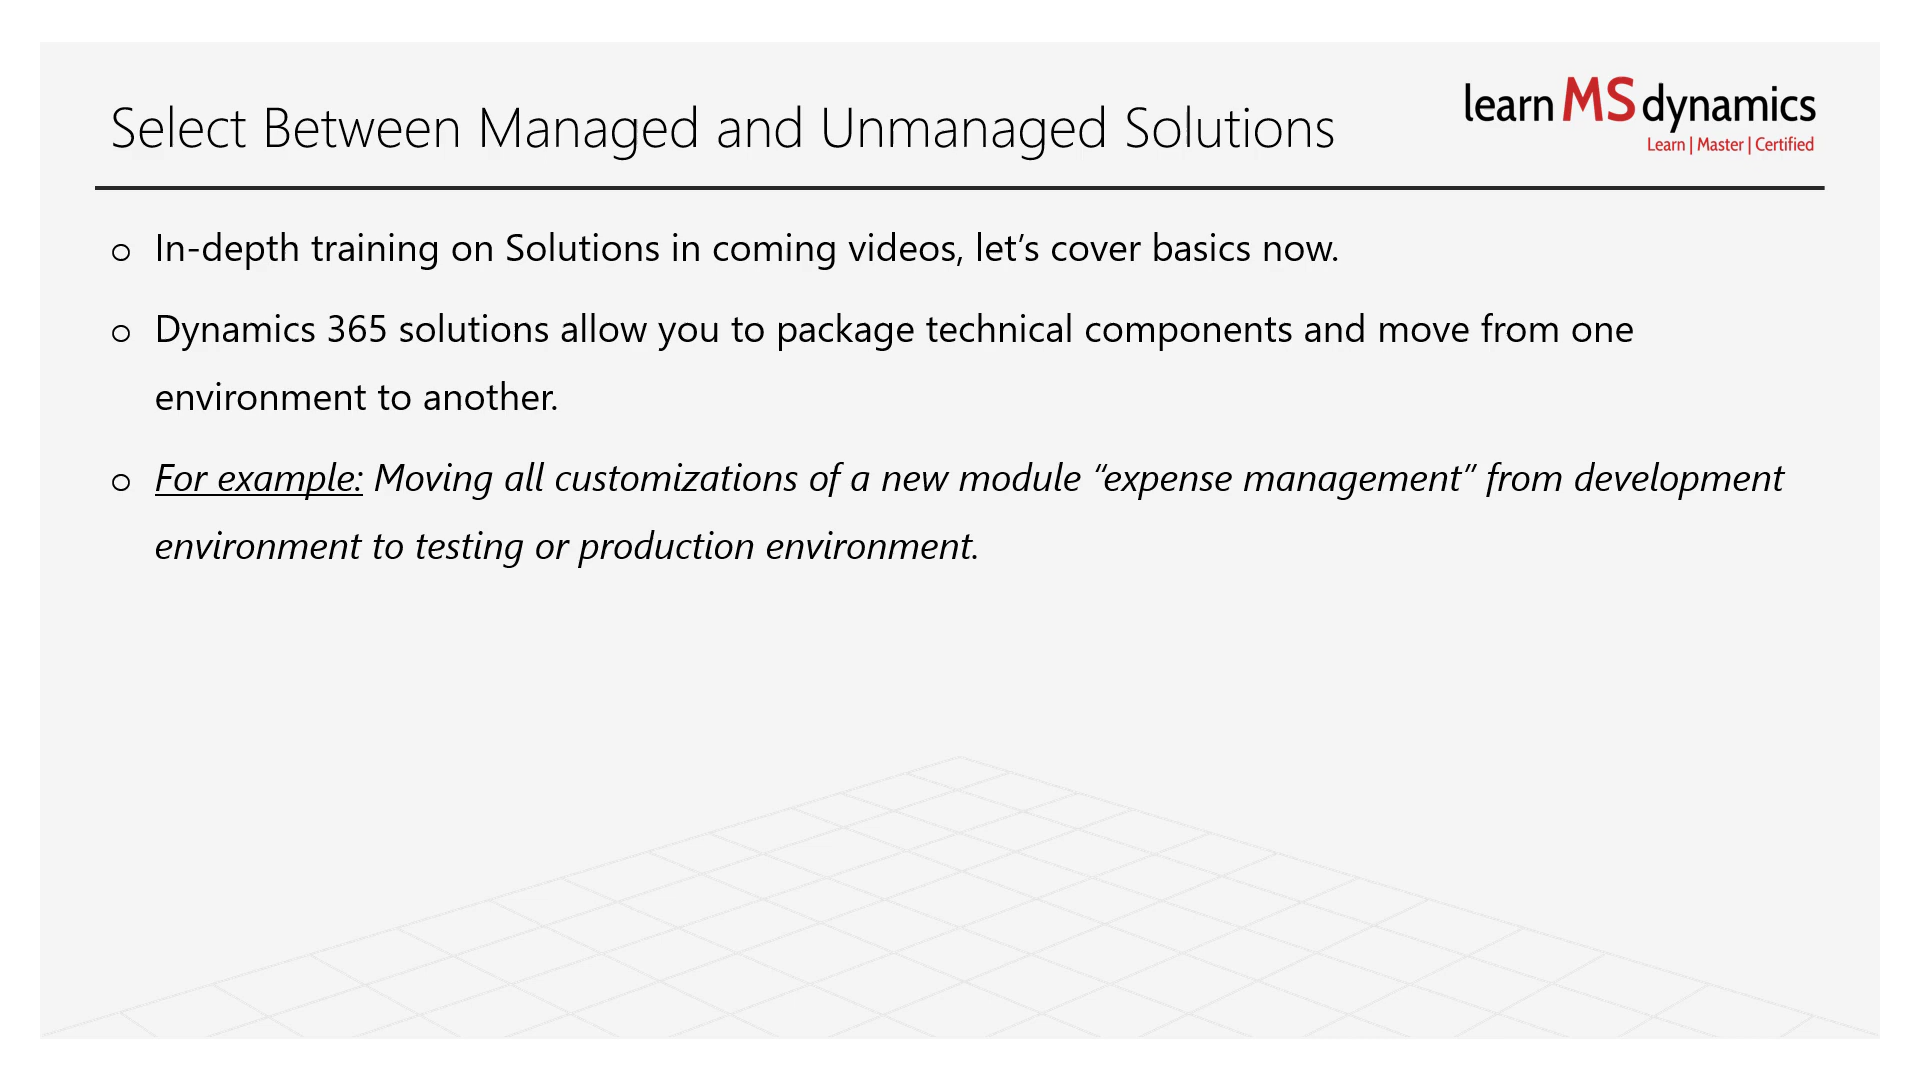 Select Between Managed and Unmanaged Solutions
learn MS dynamics
Learn | Master | Certified
o In-depth training on Solutions in coming videos, let’s cover basics now.
o Dynamics 365 solutions allow you to package technical components and move from one
environment to another.
o For example: Moving all customizations of a new module “expense management” from development
environment to testing or production environment.